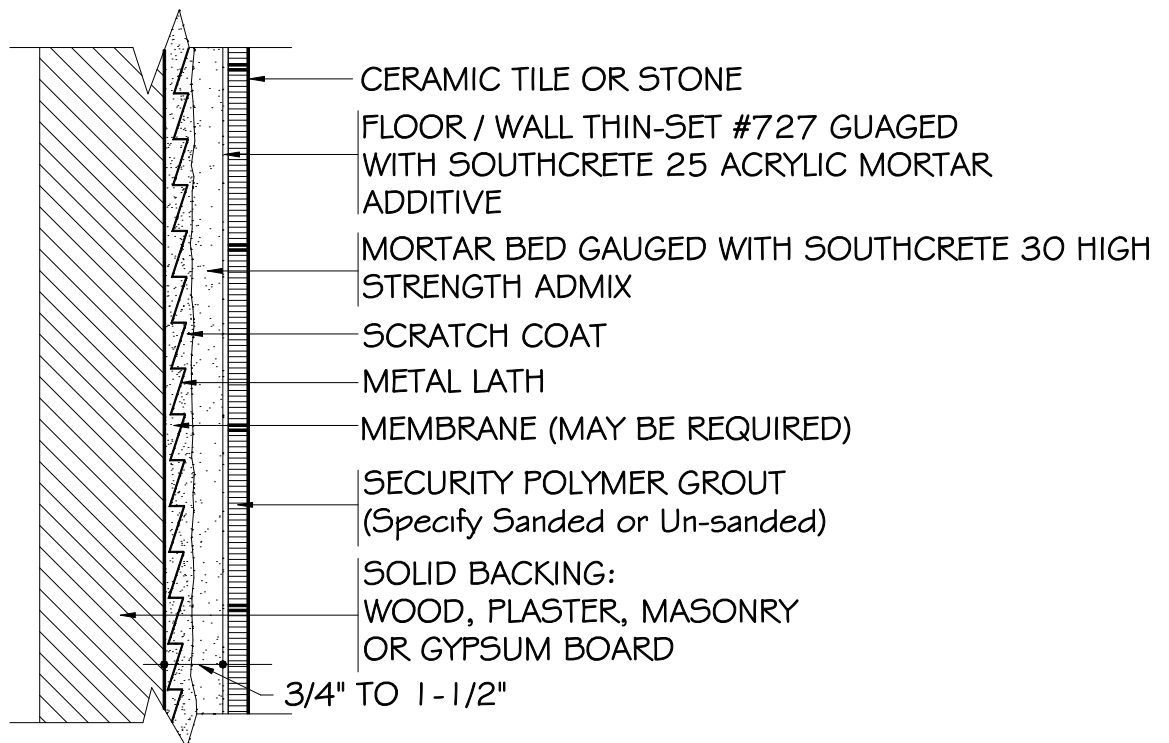 CERAMIC TILE OR STONE
FLOOR / WALL THIN-SET #727 GUAGED
WITH SOUTHCRETE 25 ACRYLIC MORTAR
ADDITIVE
MORTAR BED GAUGED WITH SOUTHCRETE 30 HIGH
STRENGTH ADMIX
SCRATCH COAT
METAL LATH
MEMBRANE (MAY BE REQUIRED)
SECURITY POLYMER GROUT
(Specify Sanded or Un-sanded)
SOLID BACKING:
WOOD, PLASTER, MASONRY
OR GYPSUM BOARD
3/4" TO 1-1/2"